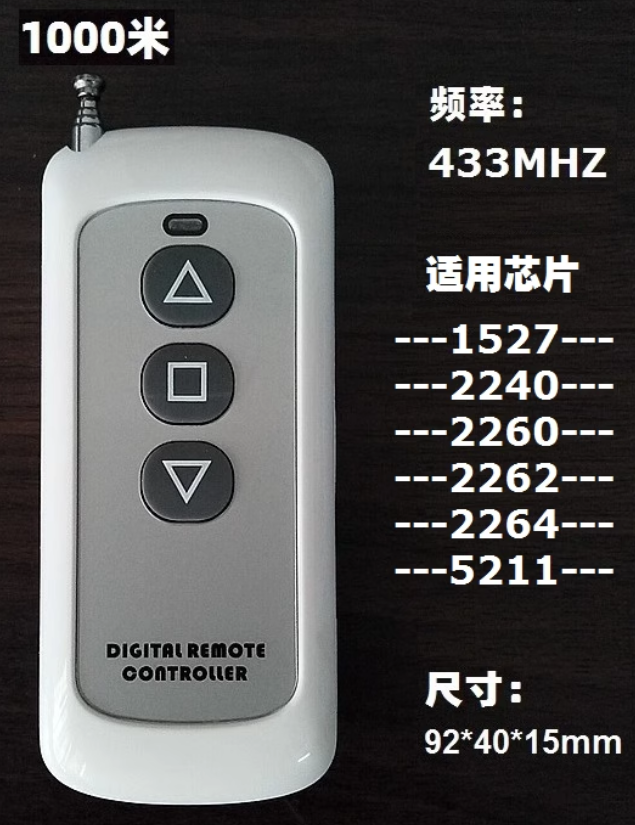 1000米
频率：
433MHZ
适用芯片
---1527---
---2240---
---2260---
---2262---
---2264---
---5211---
DIGITAL REMOTE
CONTROLLER
尺寸：
92*40*15mm